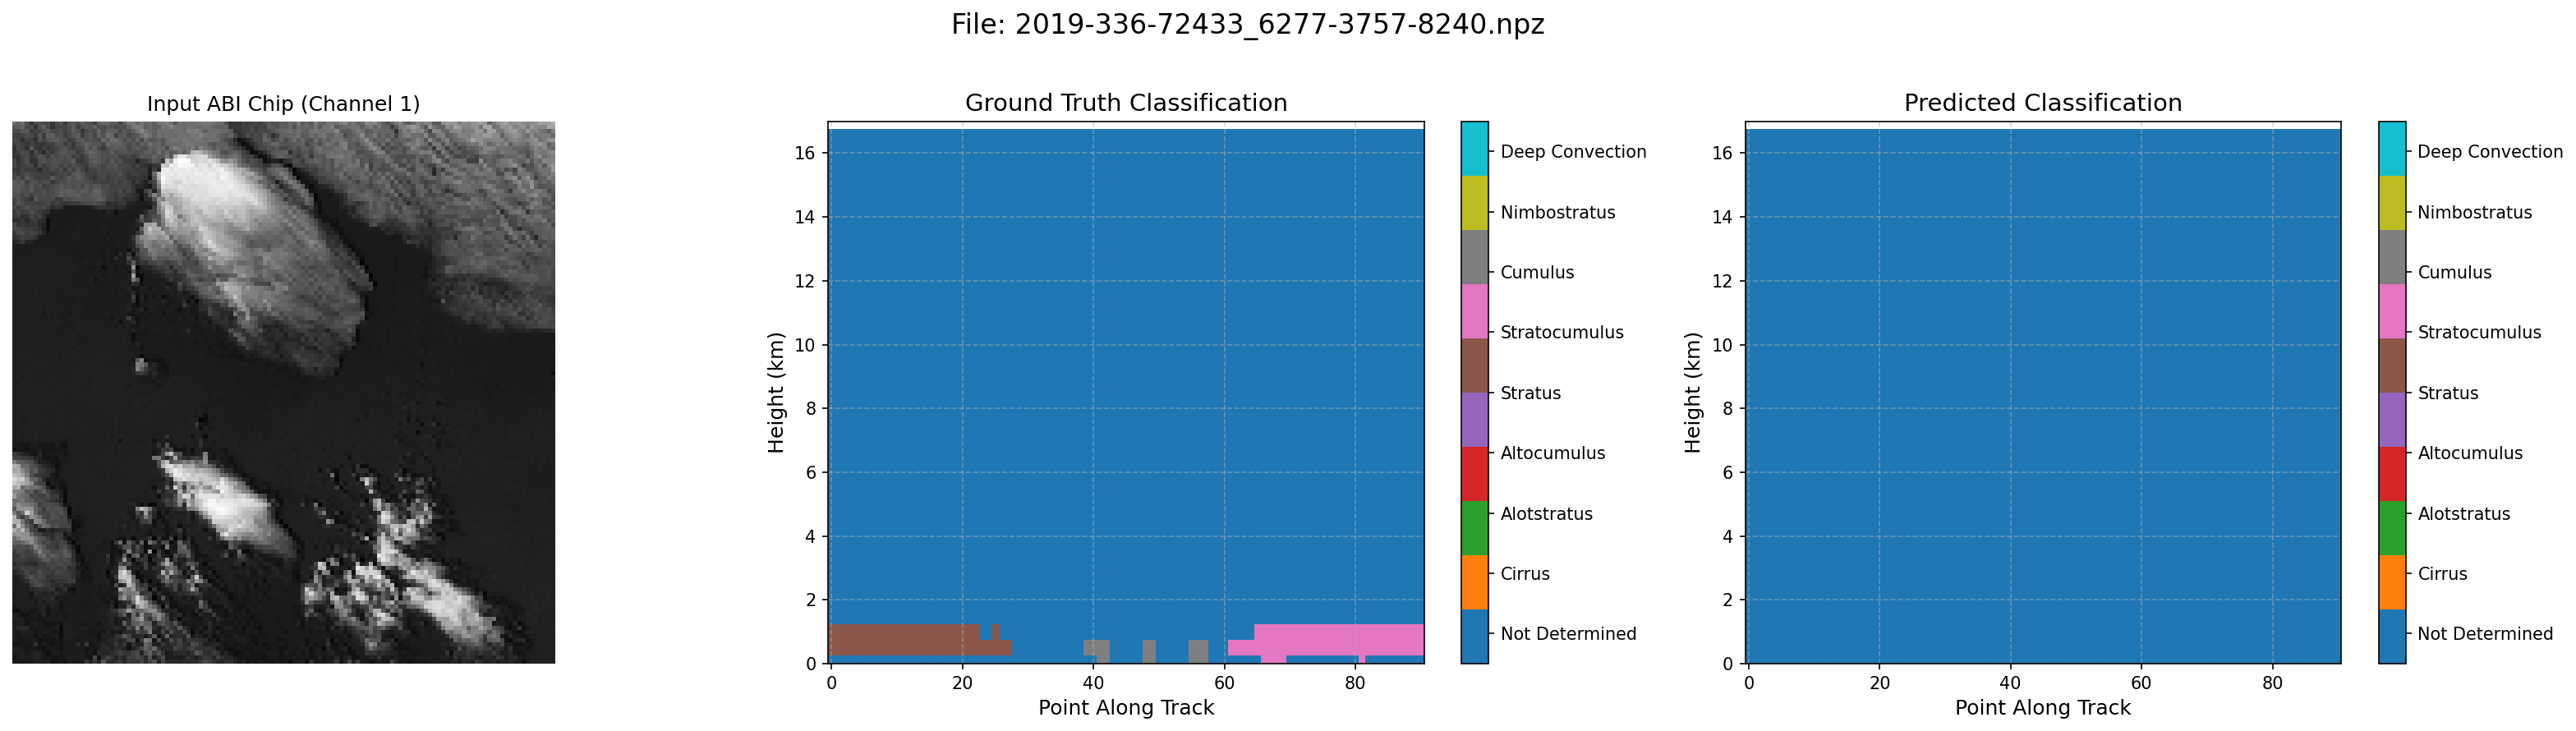 File: 2019-336-72433_6277-3757-8240.npz
Input ABI Chip (Channel 1)
Ground Truth Classification
Height (km)
16
14
12
10
8
6
4
2
0
0 20 40 60 80
Point Along Track
Deep Convection
Nimbostratus
Cumulus
Stratocumulus
Stratus
Altocumulus
Alotstratus
Cirrus
Not Determined
Predicted Classification
Height (km)
16
14
12
10
8
6
4
2
0
0 20 40 60 80
Point Along Track
Deep Convection
Nimbostratus
Cumulus
Stratocumulus
Stratus
Altocumulus
Alotstratus
Cirrus
Not Determined